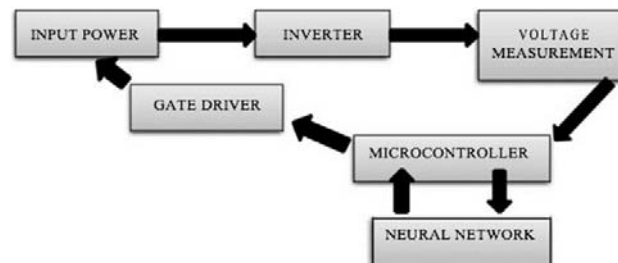 INPUT POWER
INVERTER
VOLTAGE
MEASUREMENT
GATE DRIVER
MICROCONTROLLER
NEURAL NETWORK